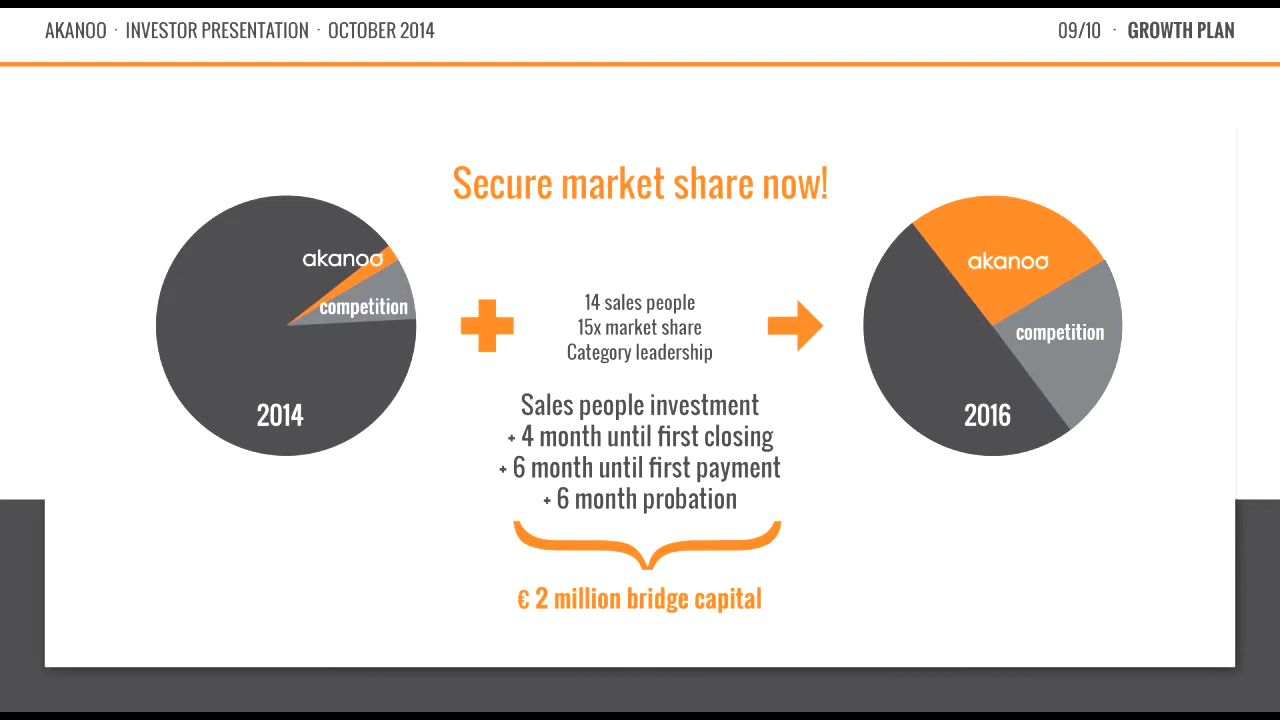 AKANOO · INVESTOR PRESENTATION · OCTOBER 2014
09/10 · GROWTH PLAN
Secure market share now!
akanoo
competition
2014
14 sales people
15x market share
Category leadership
Sales people investment
+ 4 month until first closing
+ 6 month until first payment
+ 6 month probation
€ 2 million bridge capital
akanoo
competition
2016